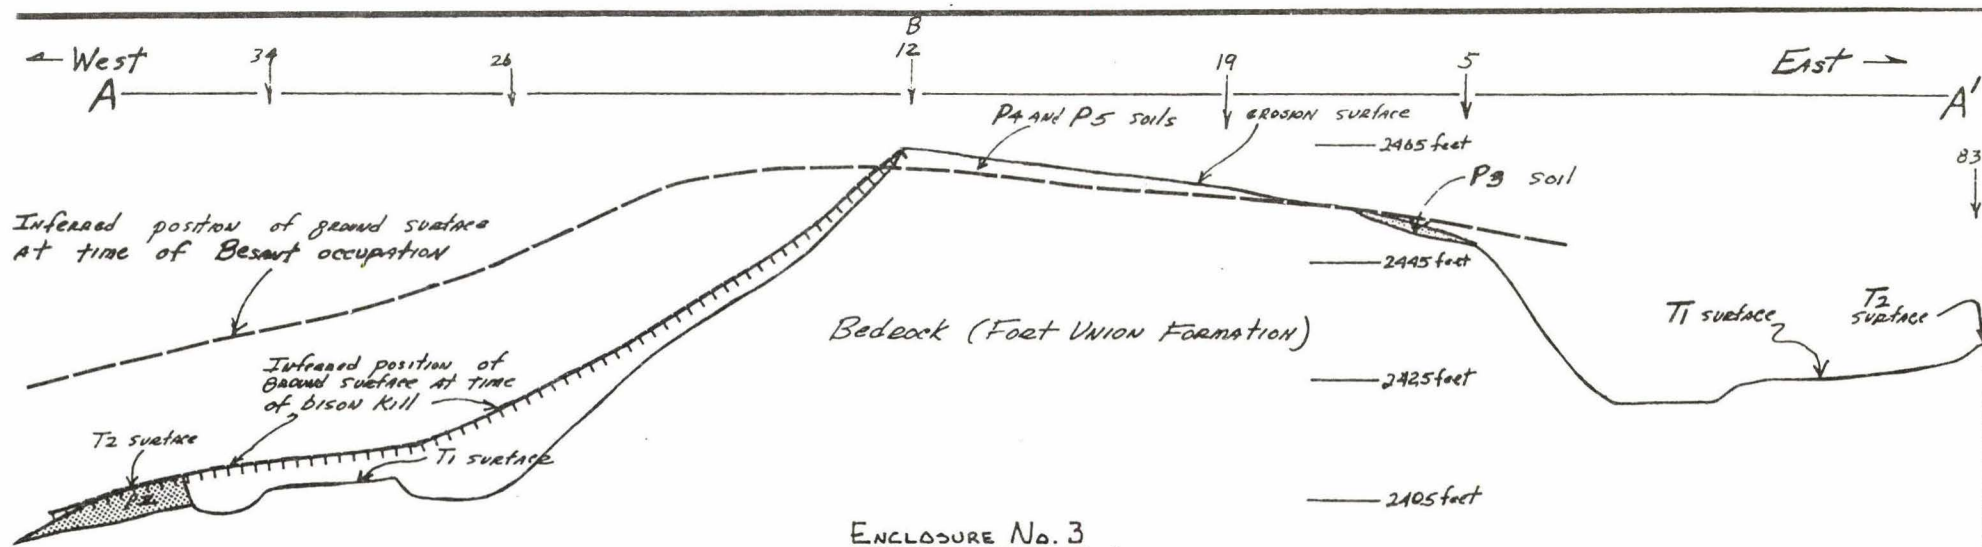 B
West 34 26 12 19 5 East
A A'
P4 AND P5 SOILS EROSION SURFACE
2465 feet
83
P3 SOIL
Inferred position of ground surface
AT time of Besant occupation
2445 feet
Bedrock (FORT UNION FORMATION)
T1 SURFACE
T2
SURFACE
Inferred position of
GROUND SURFACE AT TIME
of bison Kill
2425 feet
T2 SURFACE
T1 SURFACE
2405 feet
ENCLOSURE No. 3